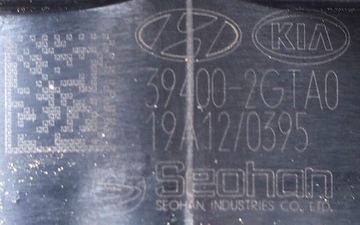 KIA
39400-2GTA0
19A12/0395
Seohan
SEOHAN INDUSTRIES CO., LTD.